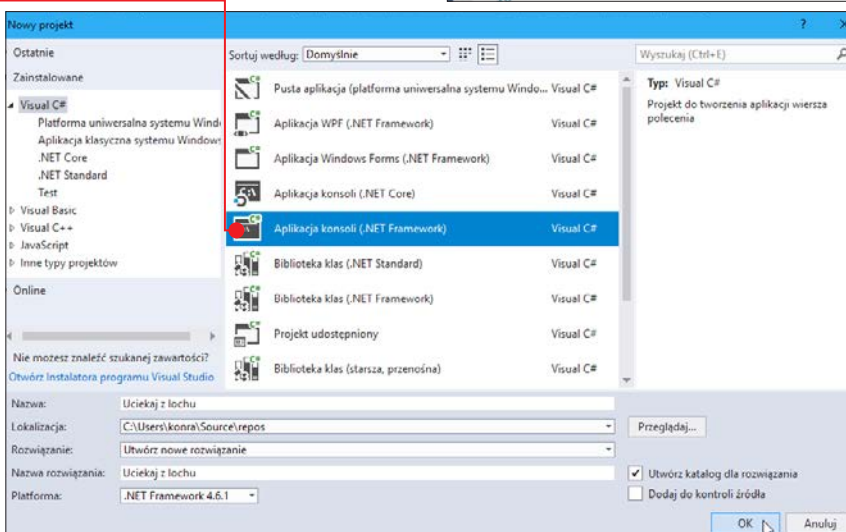 Nowy projekt
Ostatnie
Sortuj według: Domyślnie
Wyszukaj (Ctrl+E)
Zainstalowane
Visual C#
Platforma uniwersalna systemu Wind
Aplikacja klasyczna systemu Windows
.NET Core
.NET Standard
Test
Visual Basic
Visual C++
JavaScript
Inne typy projektów
Online
Nie możesz znaleźć szukanej zawartości?
Otwórz Instalatora programu Visual Studio
Pusta aplikacja (platforma uniwersalna systemu Windo... Visual C#
Aplikacja WPF (.NET Framework) Visual C#
Aplikacja Windows Forms (.NET Framework) Visual C#
Aplikacja konsoli (.NET Core) Visual C#
Aplikacja konsoli (.NET Framework) Visual C#
Biblioteka klas (.NET Standard) Visual C#
Biblioteka klas (.NET Framework) Visual C#
Projekt udostępniony Visual C#
Biblioteka klas (starsza, przenośna) Visual C#
Typ: Visual C#
Projekt do tworzenia aplikacji wiersza
polecenia
Nazwa: Uciekaj z lochu
Lokalizacja: C:\Users\konra\Source\repos
Przeglądaj...
Rozwiązanie: Utwórz nowe rozwiązanie
Nazwa rozwiązania: Uciekaj z lochu
Utwórz katalog dla rozwiązania
Platforma: .NET Framework 4.6.1
Dodaj do kontroli źródła
OK Anuluj